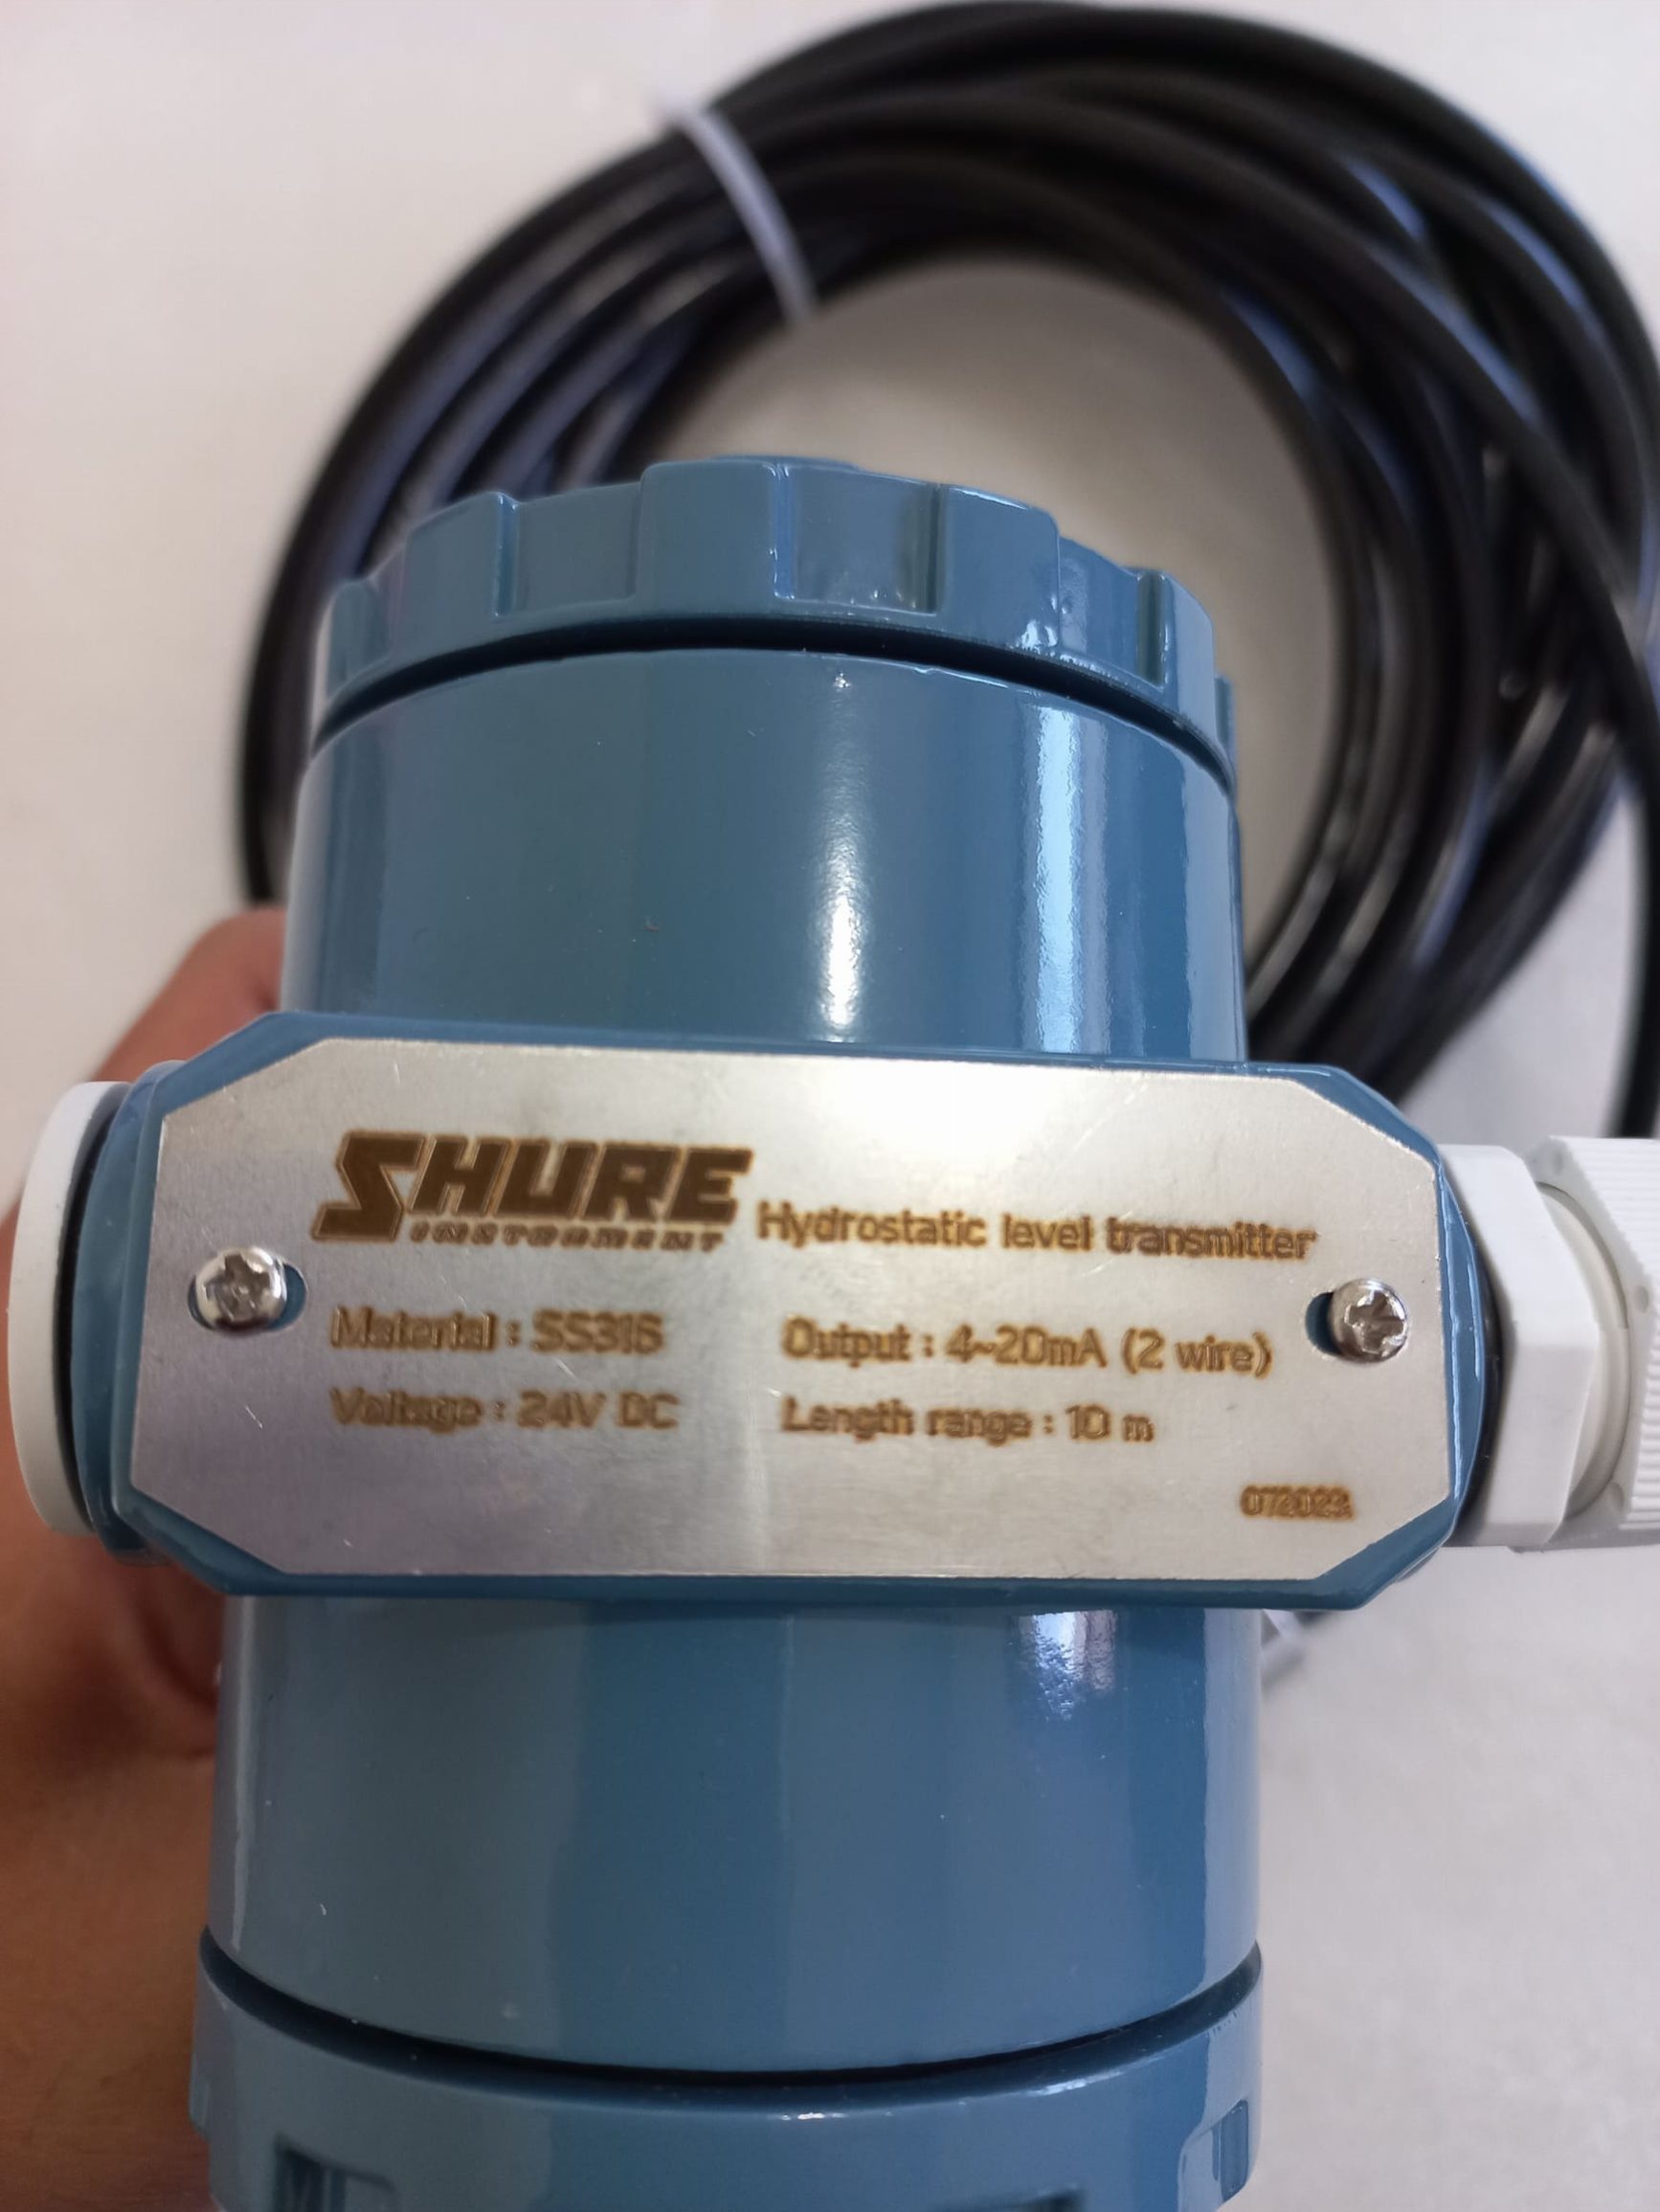 SHURE
INSTRUMENT Hydrostatic level transmitter
Material : SS316 Output : 4~20mA (2 wire)
Voltage : 24V DC Length range : 10 m
072023